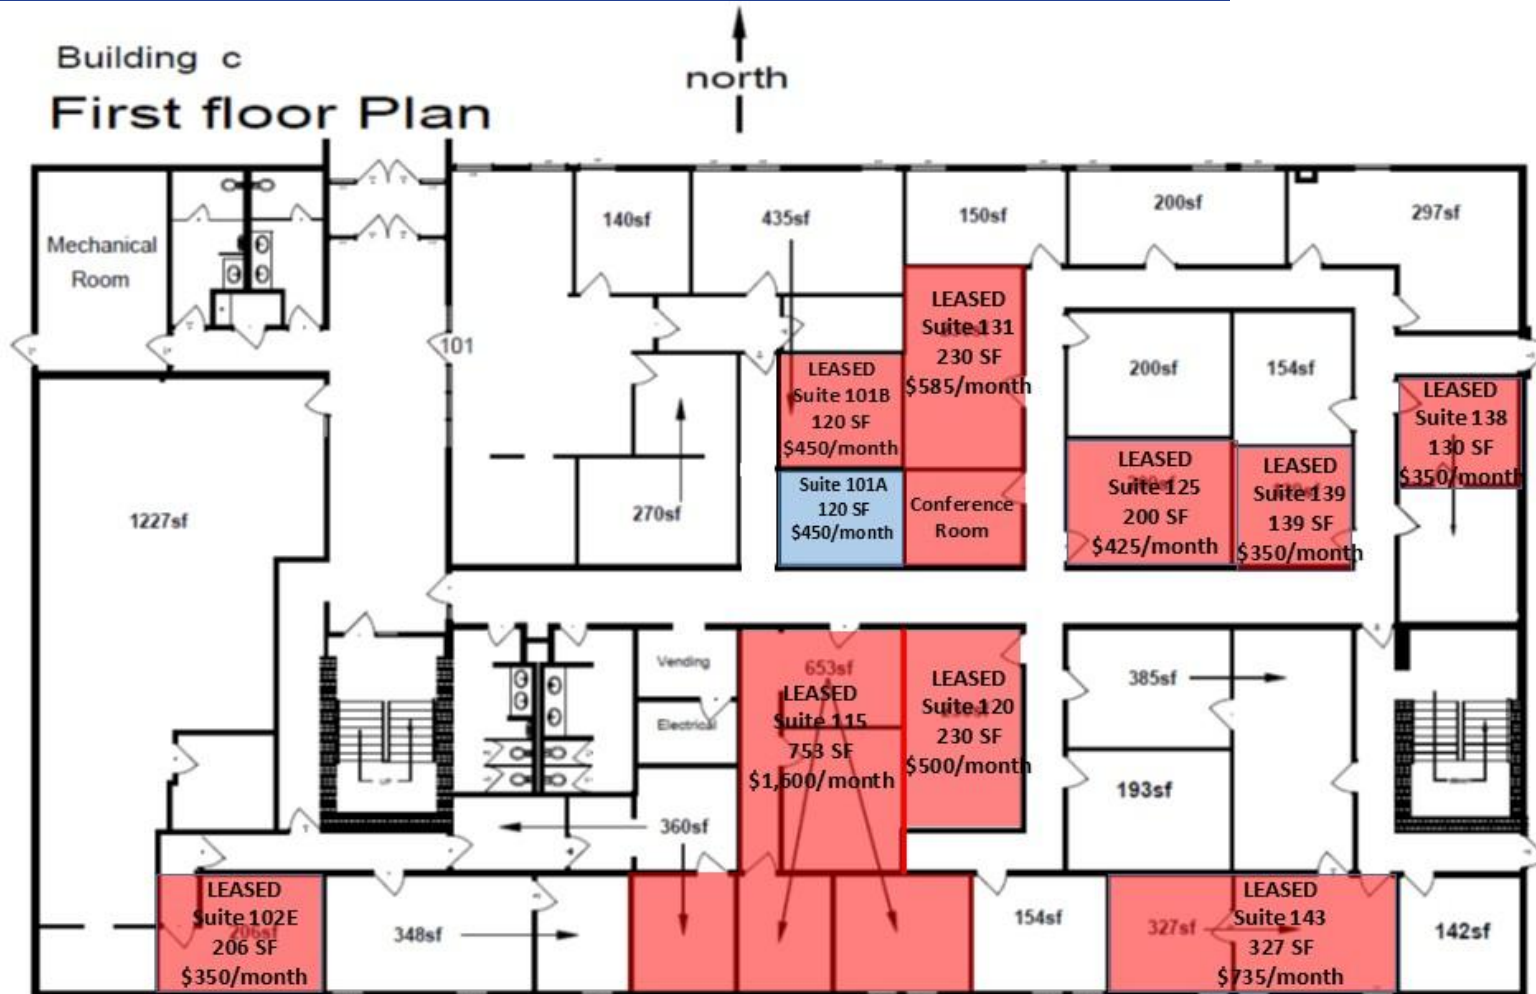 Building c
First floor Plan
north
Mechanical
Room
101
140sf
435sf
150sf
200sf
297sf
LEASED
Suite 131
230 SF
$585/month
LEASED
Suite 101B
120 SF
$450/month
Suite 101A
120 SF
$450/month
Conference
Room
200sf
154sf
LEASED
Suite 138
130 SF
$350/month
LEASED
Suite 125
200 SF
$425/month
LEASED
Suite 139
139 SF
$350/month
1227sf
270sf
Vending
Electrical
653sf
LEASED
Suite 115
753 SF
$1,600/month
LEASED
Suite 120
230 SF
$500/month
385sf
193sf
360sf
LEASED
Suite 102E
206sf
206 SF
$350/month
348sf
154sf
327sf
LEASED
Suite 143
327 SF
$735/month
142sf